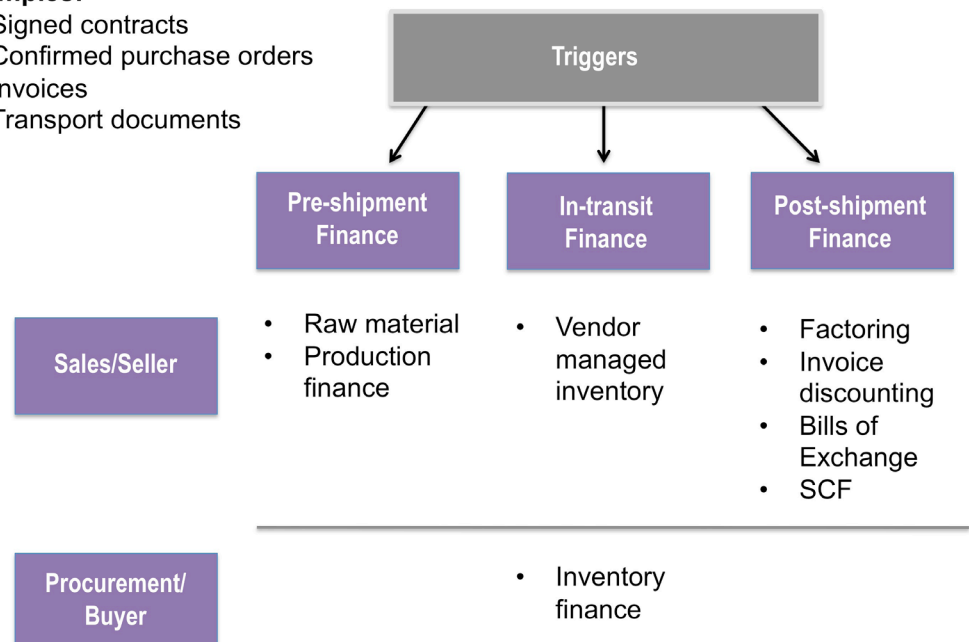 Signed contracts
Confirmed purchase orders
Transport documents
Triggers
Pre-shipment
Finance
In-transit
Finance
Post-shipment
Finance
Sales/Seller
• Raw material
• Production
finance
• Vendor
managed
inventory
• Factoring
• Invoice
discounting
• Bills of
Exchange
• SCF
Procurement/
Buyer
• Inventory
finance